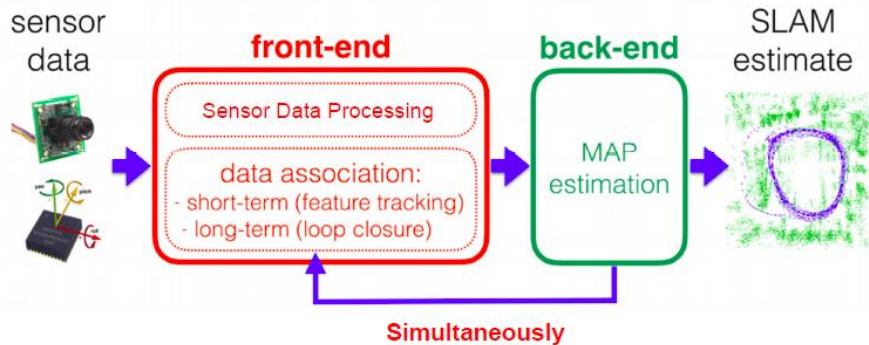 sensor
data
front-end
Sensor Data Processing
data association:
- short-term (feature tracking)
- long-term (loop closure)
back-end
MAP
estimation
SLAM
estimate
pitch
Simultaneously